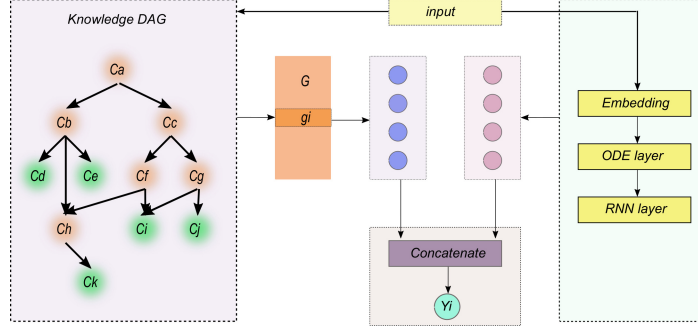 Knowledge DAG
input
Ca
G
Cb
Cc
gi
Embedding
ODE layer
Cd
Ce
Cf
Cg
RNN layer
Ch
Ci
Cj
Concatenate
Ck
Yi